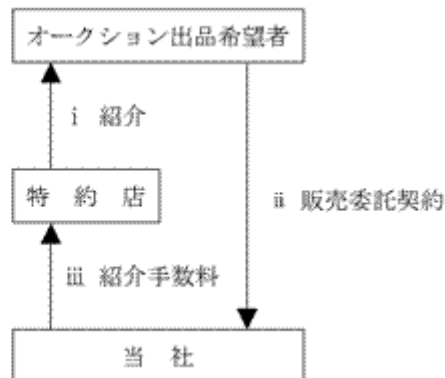 オークション出品希望者
ⅰ 紹介
特約店
ⅱ 販売委託契約
ⅲ 紹介手数料
当社